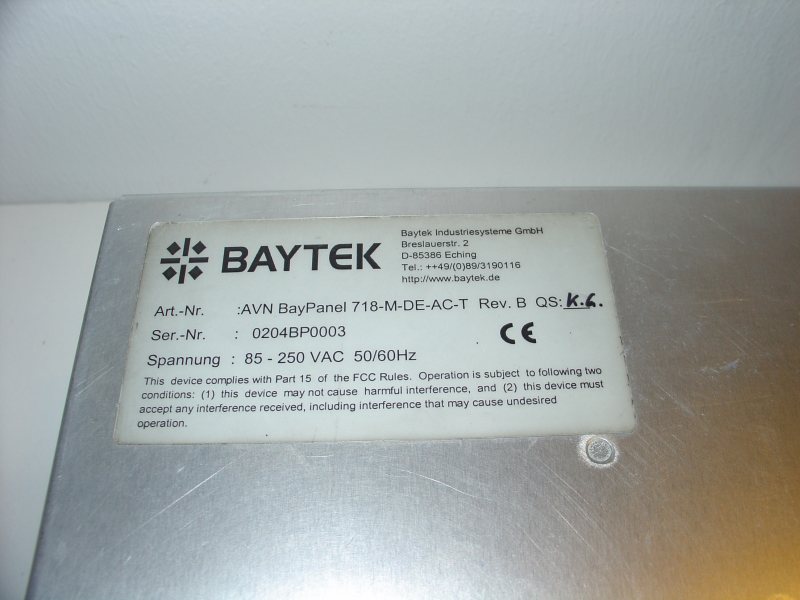 BAYTEK
Baytek Industriesysteme GmbH
Breslauerstr. 2
D-85386 Eching
Tel.: ++49/(0)89/3190116
http://www.baytek.de
Art.-Nr. :AVN BayPanel 718-M-DE-AC-T Rev. B QS: K.G.
Ser.-Nr. : 0204BP0003
CE
Spannung : 85 - 250 VAC 50/60Hz
This device complies with Part 15 of the FCC Rules. Operation is subject to following two
conditions: (1) this device may not cause harmful interference, and (2) this device must
accept any interference received, including interference that may cause undesired
operation.